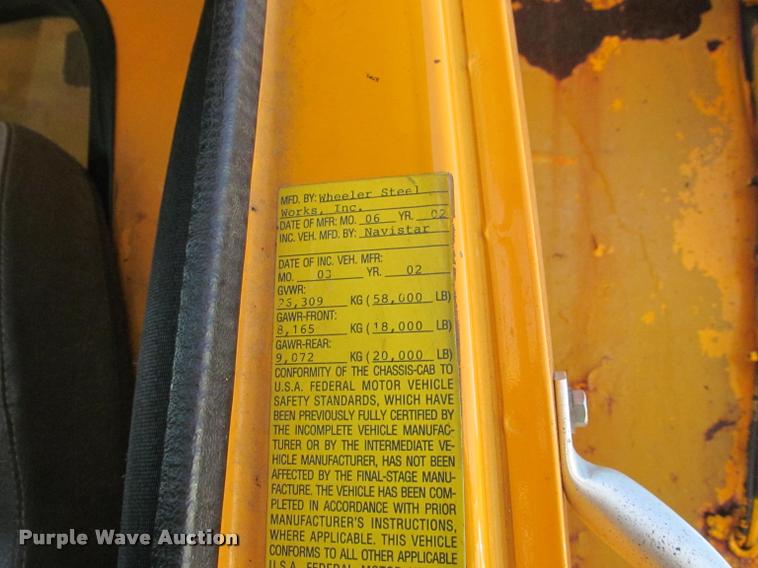 MFD. BY: Wheeler Steel
Works, Inc.
DATE OF MFR: MO. 06 YR. 02
INC. VEH. MFD. BY: Navistar
DATE OF INC. VEH. MFR:
MO. 03 YR. 02
GVWR:
26,309 KG (58,000 LB)
GAWR-FRONT:
8,165 KG (18,000 LB)
GAWR-REAR:
9,072 KG (20,000 LB)
CONFORMITY OF THE CHASSIS-CAB TO
U.S.A. FEDERAL MOTOR VEHICLE
SAFETY STANDARDS, WHICH HAVE
BEEN PREVIOUSLY FULLY CERTIFIED BY
THE INCOMPLETE VEHICLE MANUFAC-
TURER OR BY THE INTERMEDIATE VE-
HICLE MANUFACTURER, HAS NOT BEEN
AFFECTED BY THE FINAL-STAGE MANU-
FACTURE. THE VEHICLE HAS BEEN COM-
PLETED IN ACCORDANCE WITH PRIOR
MANUFACTURER'S INSTRUCTIONS,
WHERE APPLICABLE. THIS VEHICLE
CONFORMS TO ALL OTHER APPLICABLE
U.S.A. FEDERAL MOTOR
Purple Wave Auction